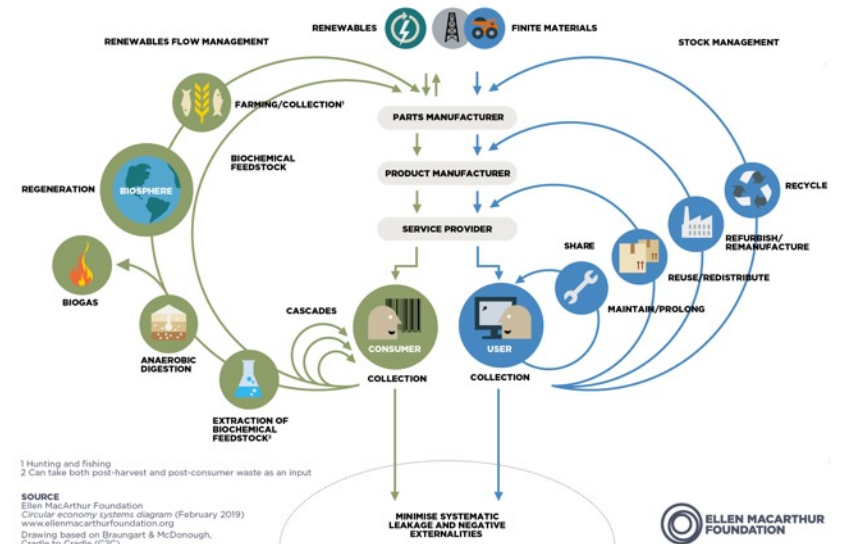 RENEWABLES
FINITE MATERIALS
RENEWABLES FLOW MANAGEMENT
STOCK MANAGEMENT
FARMING/COLLECTION¹
PARTS MANUFACTURER
BIOCHEMICAL
FEEDSTOCK
PRODUCT MANUFACTURER
REGENERATION
BIOSPHERE
RECYCLE
SERVICE PROVIDER
REFURBISH/
REMANUFACTURE
SHARE
REUSE/REDISTRIBUTE
BIOGAS
MAINTAIN/PROLONG
CASCADES
CONSUMER
USER
ANAEROBIC
DIGESTION
COLLECTION
COLLECTION
EXTRACTION OF
BIOCHEMICAL
FEEDSTOCK²
1 Hunting and fishing
2 Can take both post-harvest and post-consumer waste as an input
SOURCE
Ellen MacArthur Foundation
Circular economy systems diagram (February 2019)
www.ellenmacarthurfoundation.org
Drawing based on Braungart & McDonough,
Cradle to Cradle (C2C)
MINIMISE SYSTEMATIC
LEAKAGE AND NEGATIVE
EXTERNALITIES
ELLEN MACARTHUR
FOUNDATION